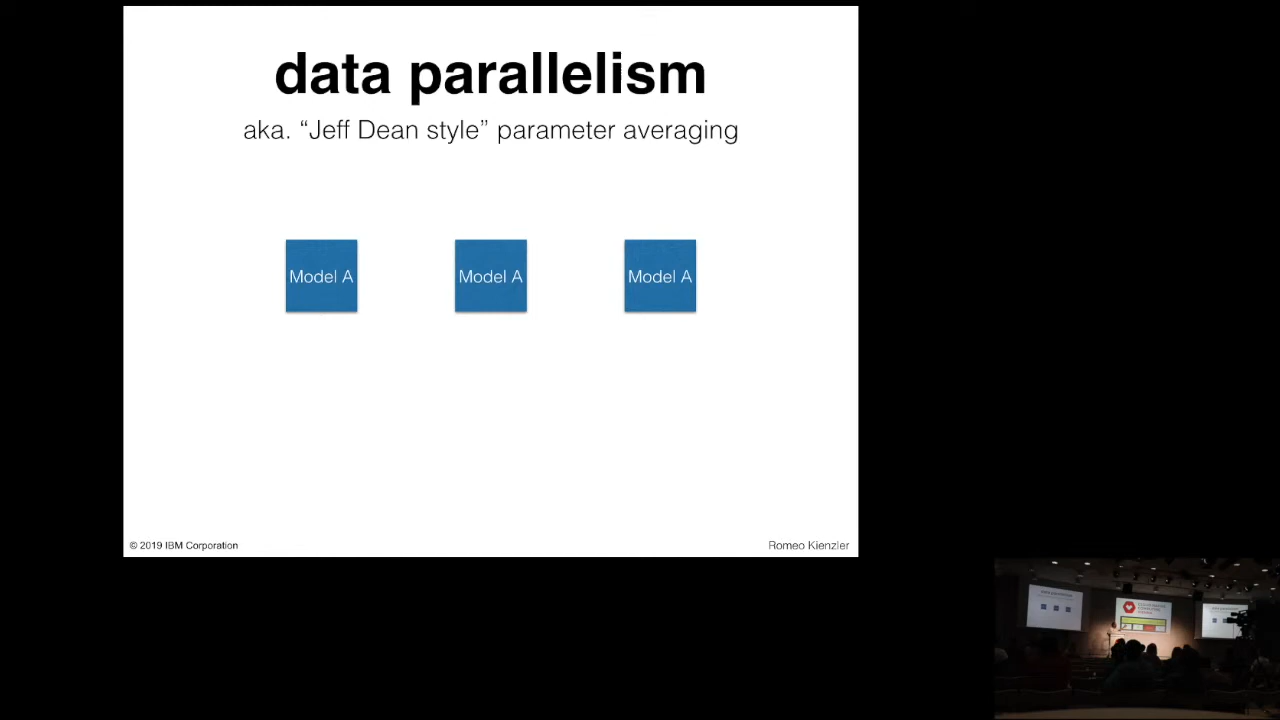 data parallelism
aka. “Jeff Dean style” parameter averaging
Model A
Model A
Model A
© 2019 IBM Corporation
Romeo Kienzler